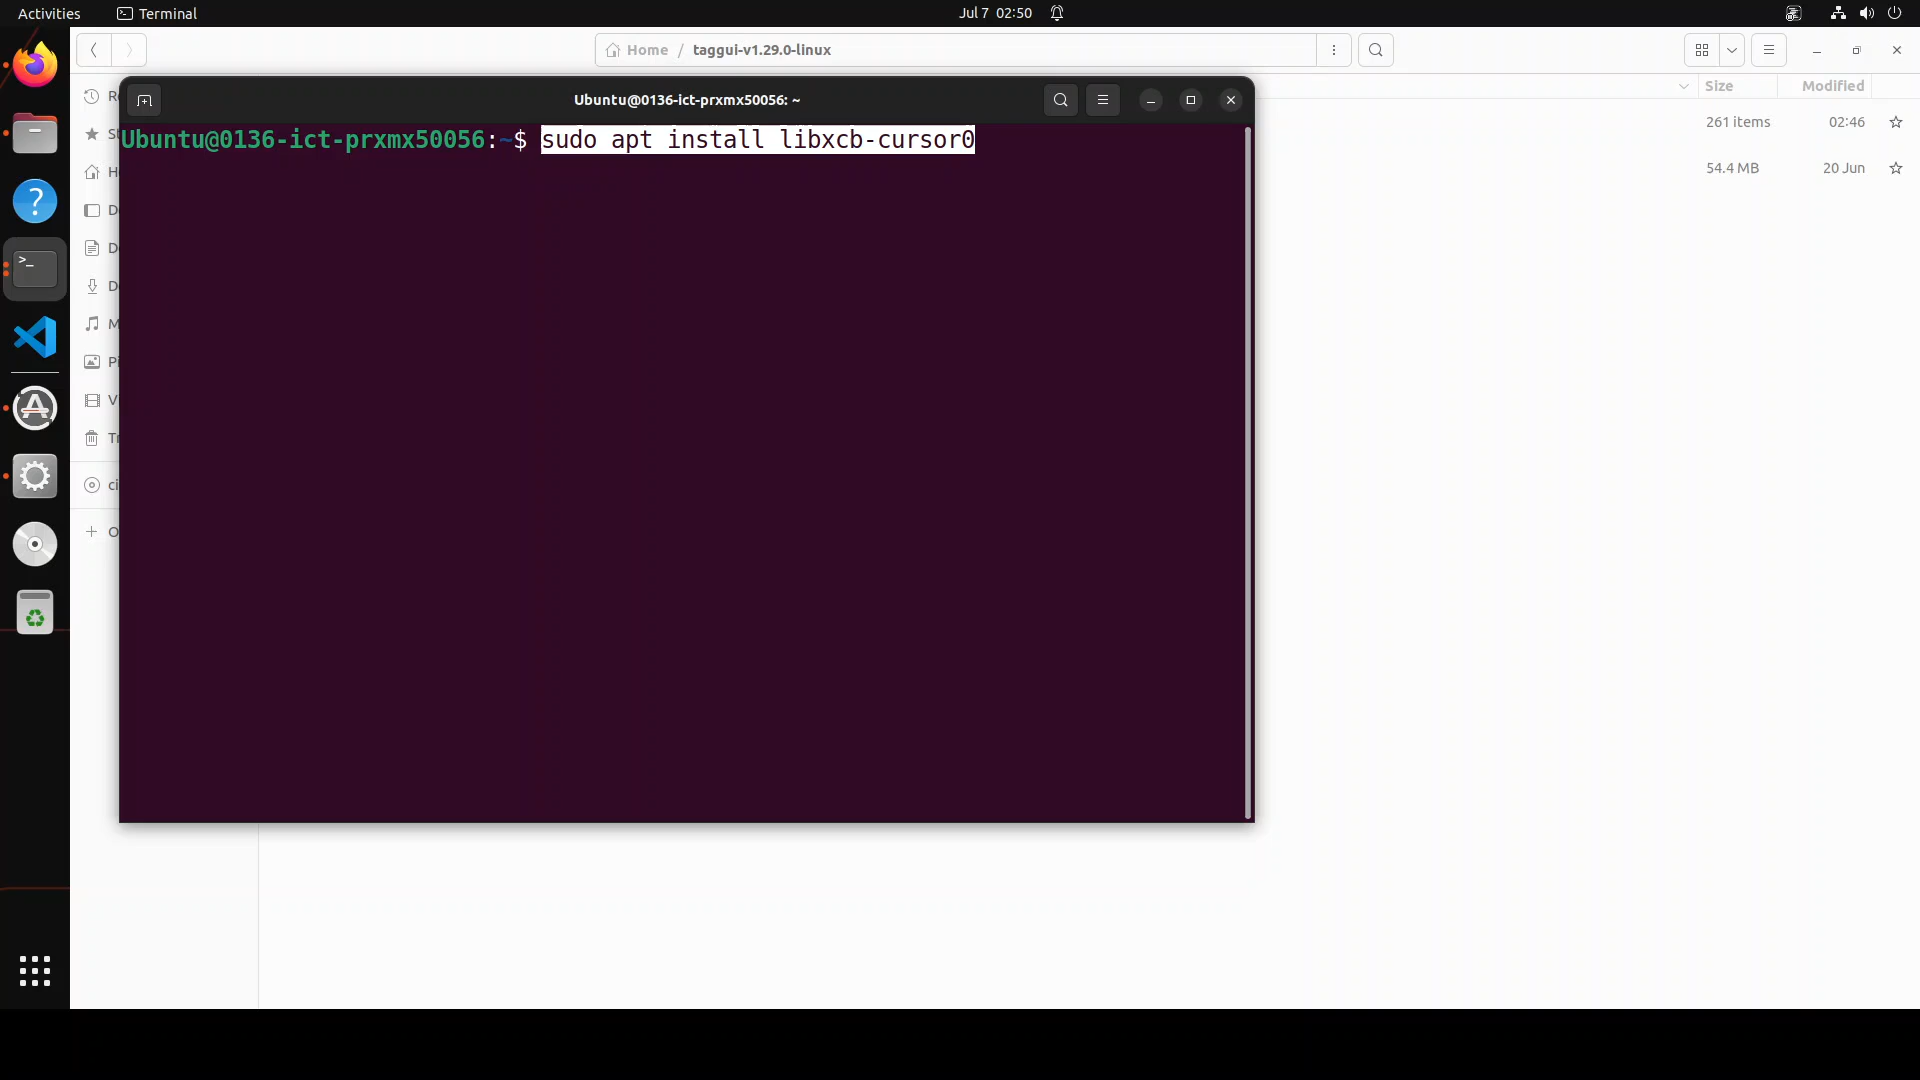 Activities
Terminal
Jul 7 02:50
Home / taggui-v1.29.0-linux
Size
Modified
261 items
02:46
54.4 MB
20 Jun
Ubuntu@0136-ict-prxmx50056: ~
Ubuntu@0136-ict-prxmx50056:~$ sudo apt install libxcb-cursor0